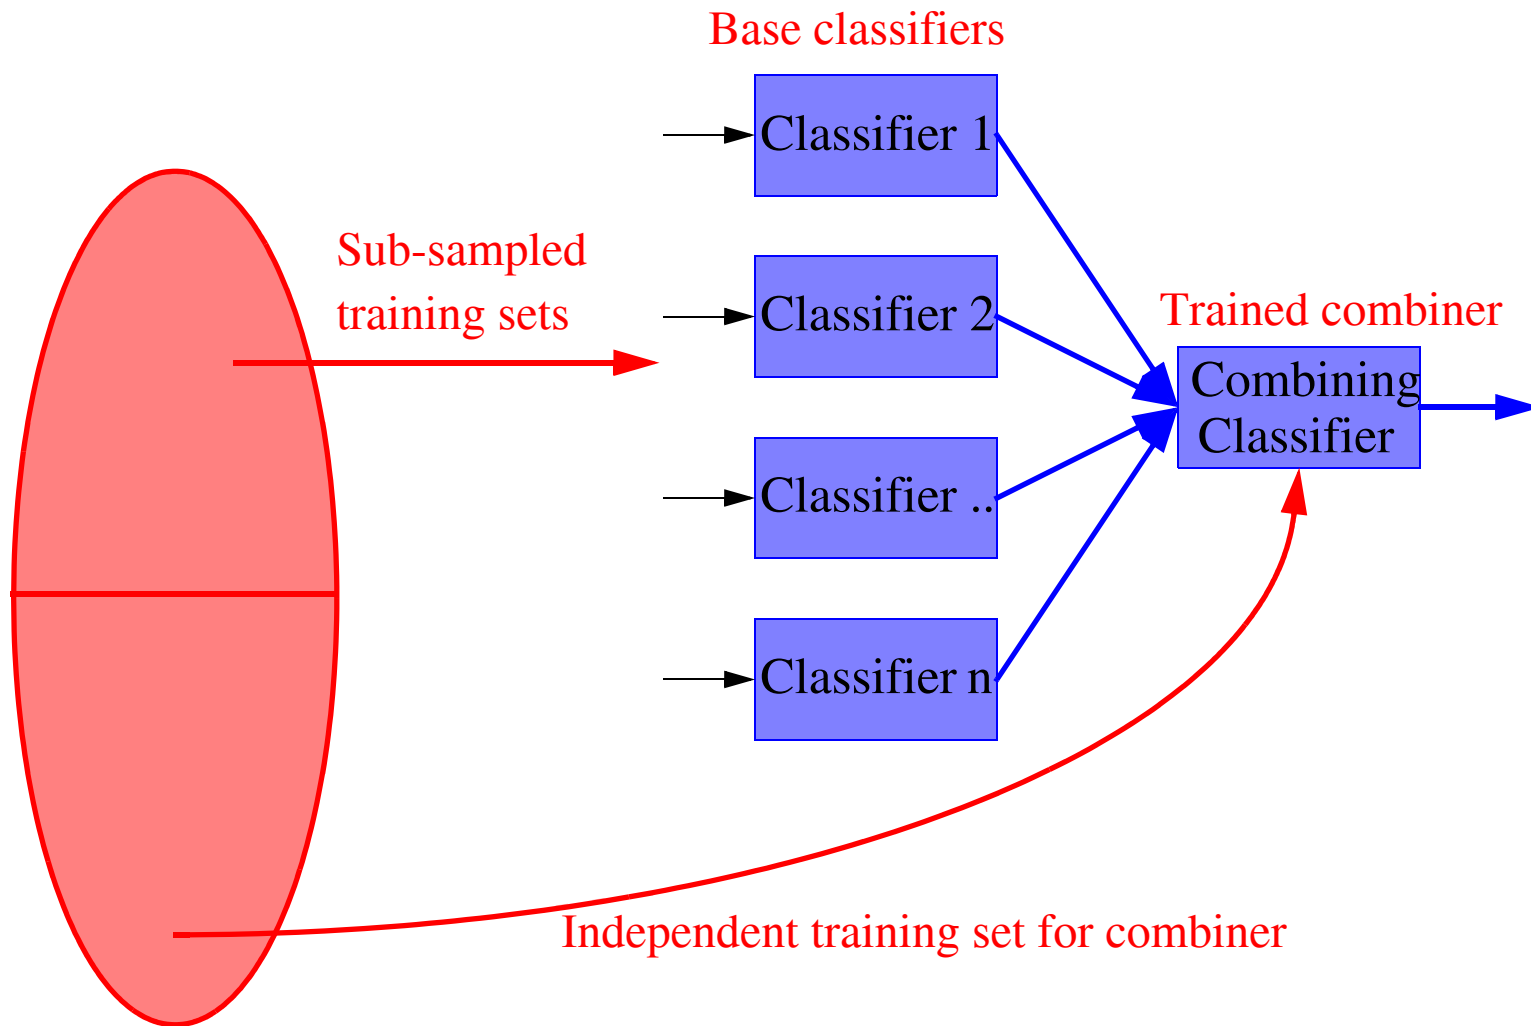 Base classifiers
Classifier 1
Sub-sampled
training sets
Classifier 2
Trained combiner
Combining
Classifier
Classifier ..
Classifier n
Independent training set for combiner